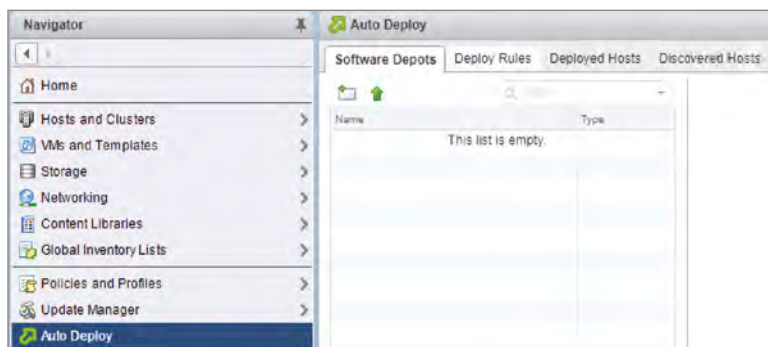 Navigator
Home
Hosts and Clusters
VMs and Templates
Storage
Networking
Content Libraries
Global Inventory Lists
Policies and Profiles
Update Manager
Auto Deploy
Auto Deploy
Software Depots Deploy Rules Deployed Hosts Discovered Hosts
Name Type
This list is empty.